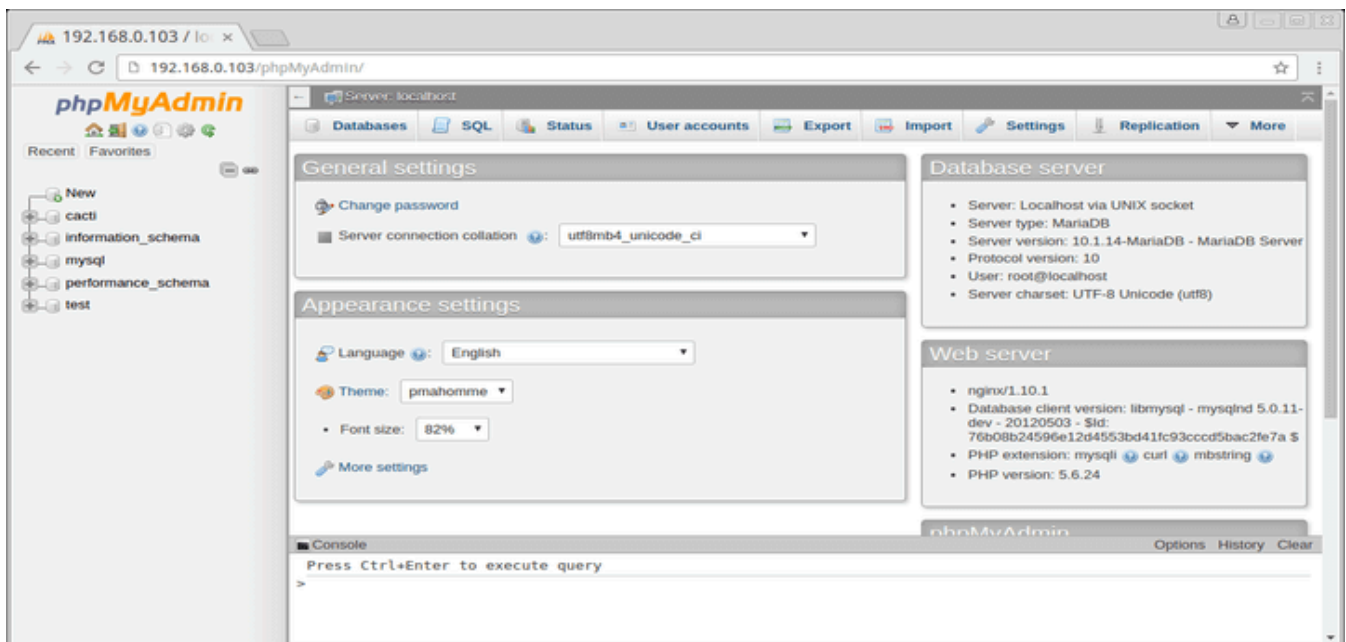 192.168.0.103 / lo
192.168.0.103/phpMyAdmin/
phpMyAdmin
Recent Favorites
New
cacti
information_schema
mysql
performance_schema
test
Server: localhost
Databases SQL Status User accounts Export Import Settings Replication More
General settings
Change password
Server connection collation : utf8mb4_unicode_ci
Appearance settings
Language : English
Theme: pmahomme
• Font size: 82%
More settings
Database server
• Server: Localhost via UNIX socket
• Server type: MariaDB
• Server version: 10.1.14-MariaDB - MariaDB Server
• Protocol version: 10
• User: root@localhost
• Server charset: UTF-8 Unicode (utf8)
Web server
• nginx/1.10.1
• Database client version: libmysql - mysqlnd 5.0.11-
dev - 20120503 - $Id:
76b08b24596e12d4553bd41fc93cccd5bac2fe7a $
• PHP extension: mysqli curl mbstring
• PHP version: 5.6.24
phpMyAdmin
Console Options History Clear
Press Ctrl+Enter to execute query
>